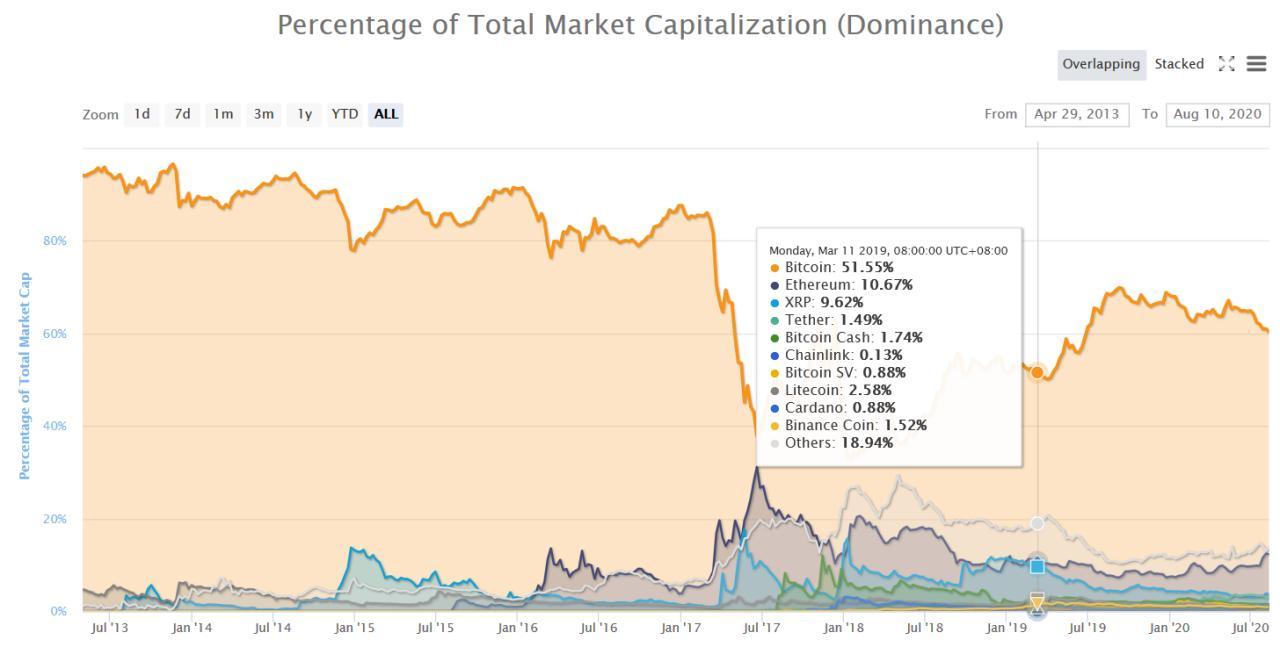 Percentage of Total Market Capitalization (Dominance)
Overlapping Stacked
Zoom 1d 7d 1m 3m 1y YTD ALL From Apr 29, 2013 To Aug 10, 2020
Percentage of Total Market Cap
80%
60%
40%
20%
0%
Monday, Mar 11 2019, 08:00:00 UTC+08:00
Bitcoin: 51.55%
Ethereum: 10.67%
XRP: 9.62%
Tether: 1.49%
Bitcoin Cash: 1.74%
Chainlink: 0.13%
Bitcoin SV: 0.88%
Litecoin: 2.58%
Cardano: 0.88%
Binance Coin: 1.52%
Others: 18.94%
Jul '13 Jan '14 Jul '14 Jan '15 Jul '15 Jan '16 Jul '16 Jan '17 Jul '17 Jan '18 Jul '18 Jan '19 Jul '19 Jan '20 Jul '20